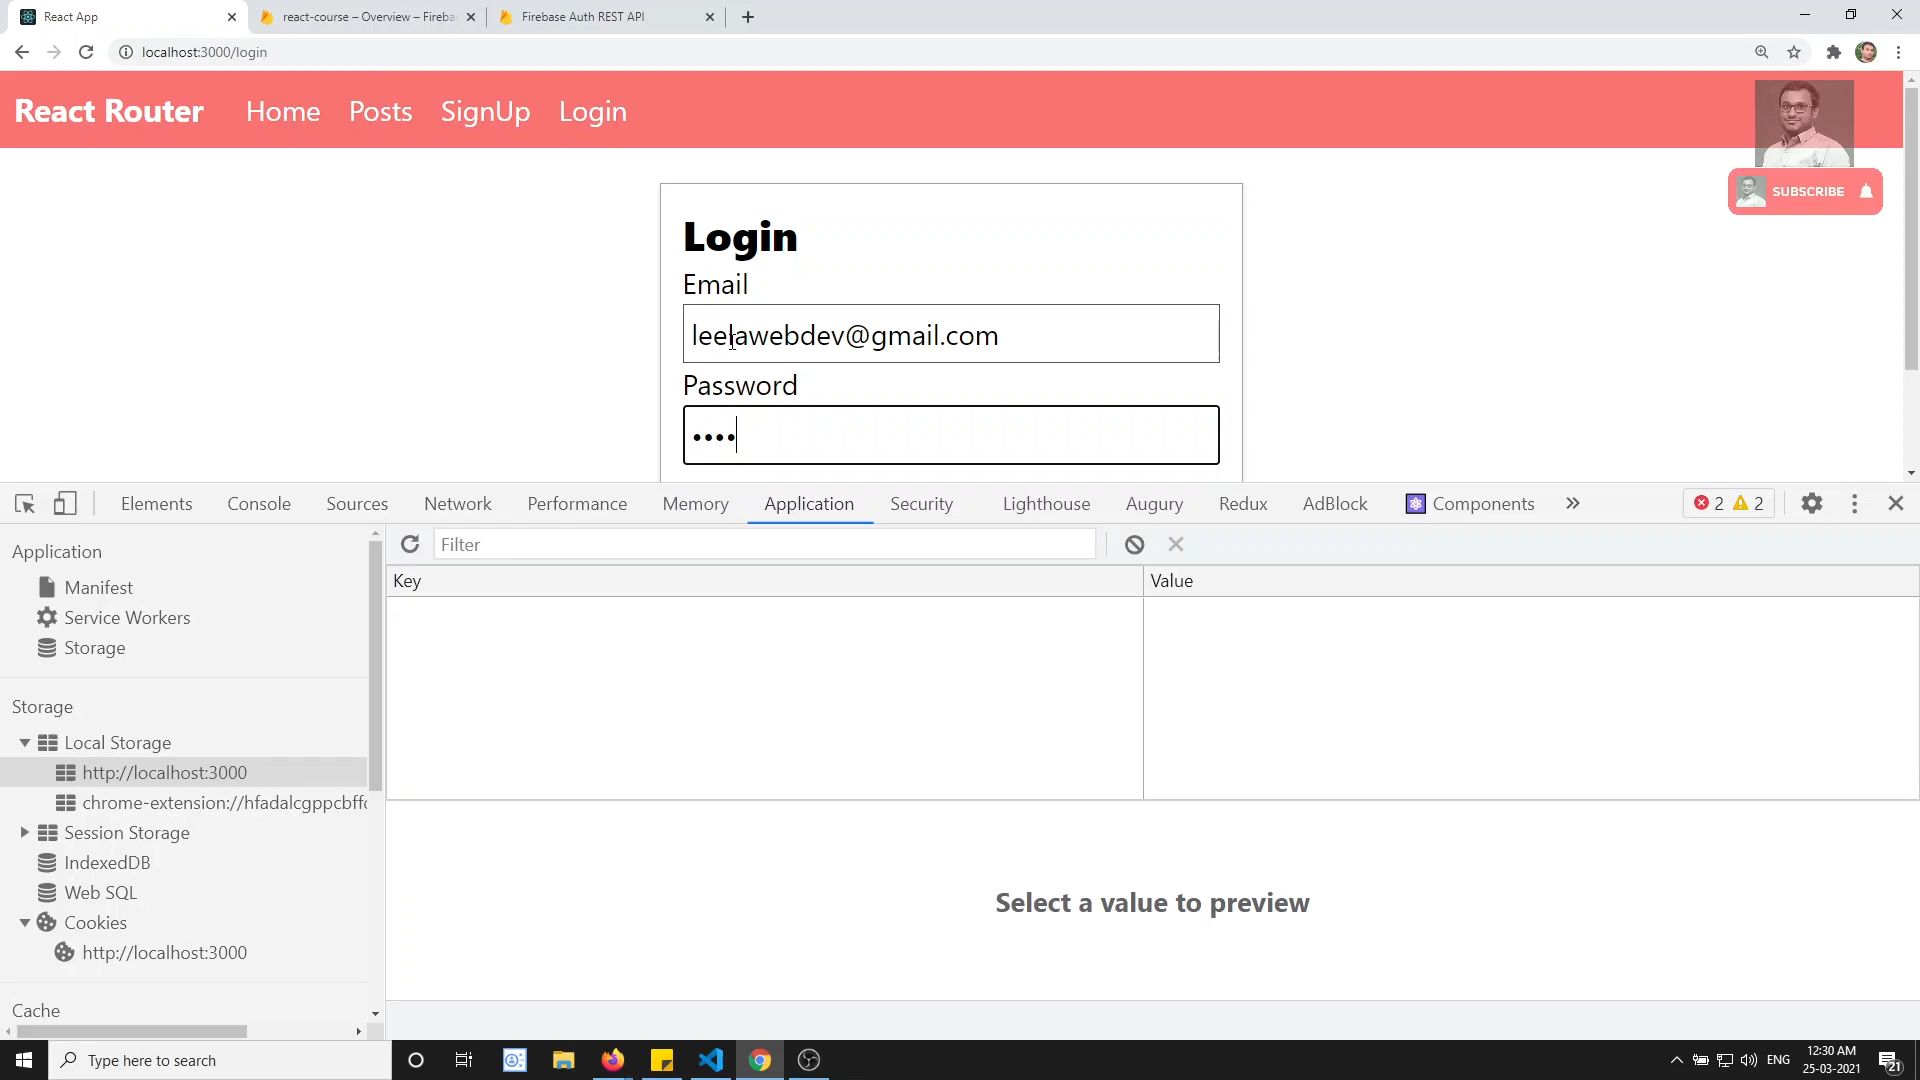 React App
react-course – Overview – Fireba
Firebase Auth REST API
localhost:3000/login
React Router
Home
Posts
SignUp
Login
SUBSCRIBE
Login
Email
leelawebdev@gmail.com
Password
••••
Elements
Console
Sources
Network
Performance
Memory
Application
Security
Lighthouse
Augury
Redux
AdBlock
Components
2
2
Application
Manifest
Service Workers
Storage
Storage
Local Storage
http://localhost:3000
chrome-extension://hfadalcgppcbffd
Session Storage
IndexedDB
Web SQL
Cookies
http://localhost:3000
Cache
Filter
Key
Value
Select a value to preview
Type here to search
ENG
12:30 AM
25-03-2021
21